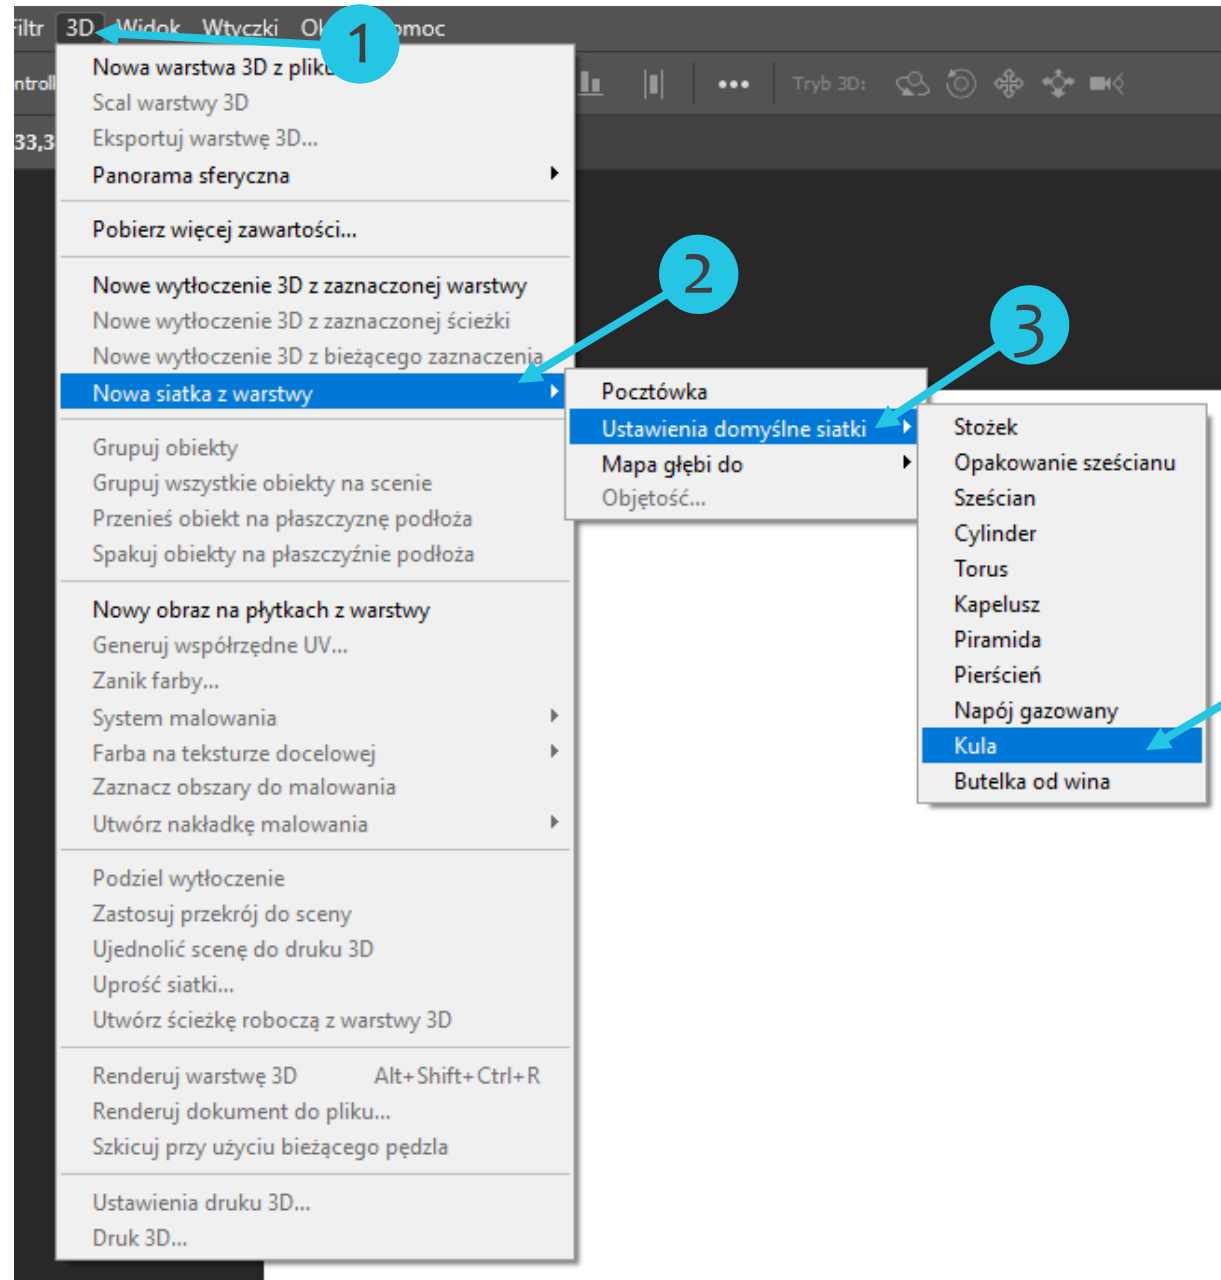 Filtr 3D Widok Wtyczki
1
Nowa warstwa 3D z pliku
Tryb 3D:
Scal warstwy 3D
Eksportuj warstwę 3D...
33,3
Panorama sferyczna
Pobierz więcej zawartości...
2
Nowe wytłoczenie 3D z zaznaczonej warstwy
Nowe wytłoczenie 3D z zaznaczonej ścieżki
3
Nowe wytłoczenie 3D z bieżącego zaznaczenia
Nowa siatka z warstwy
Grupuj obiekty
Grupuj wszystkie obiekty na scenie
Przenieś obiekt na płaszczyznę podłoża
Spakuj obiekty na płaszczyźnie podłoża
Nowy obraz na płytkach z warstwy
Generuj współrzędne UV...
Zanik farby...
System malowania
Farba na teksturze docelowej
Zaznacz obszary do malowania
Utwórz nakładkę malowania
Podziel wytłoczenie
Zastosuj przekrój do sceny
Ujednolić scenę do druku 3D
Uprość siatki...
Utwórz ścieżkę roboczą z warstwy 3D
Renderuj warstwę 3D Alt+Shift+Ctrl+R
Renderuj dokument do pliku...
Szkicuj przy użyciu bieżącego pędzla
Ustawienia druku 3D...
Druk 3D...
Pocztówka
Ustawienia domyślne siatki
Mapa głębi do
Objętość...
Stożek
Opakowanie sześcianu
Sześcian
Cylinder
Torus
Kapelusz
Piramida
Pierścień
Napój gazowany
Kula
Butelka od wina